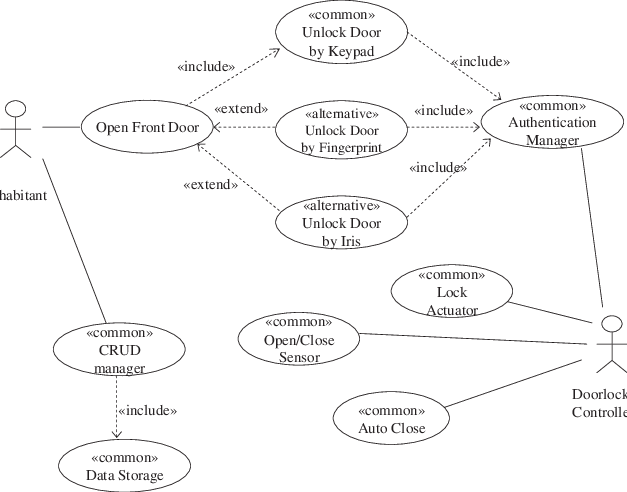 «common»
Unlock Door
by Keypad
«include»
«include»
«extend»
«include»
Open Front Door
«alternative»
Unlock Door
by Fingerprint
«common»
Authentication
Manager
«include»
«extend»
habitant
«alternative»
Unlock Door
by Iris
«common»
Lock
Actuator
«common»
Open/Close
Sensor
«common»
CRUD
manager
Doorlock
Controlle
«include»
«common»
Auto Close
«common»
Data Storage